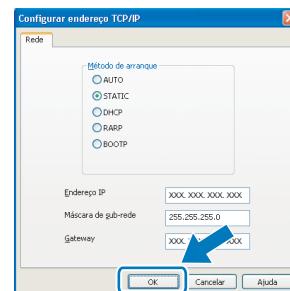 Configurar endereço TCP/IP
Rede
Método de arranque
AUTO
STATIC
DHCP
RARP
BOOTP
Endereço IP XXX. XXX. XXX. XXX
Máscara de sub-rede 255.255.255.0
Gateway XXX. XXX
OK Cancelar Ajuda